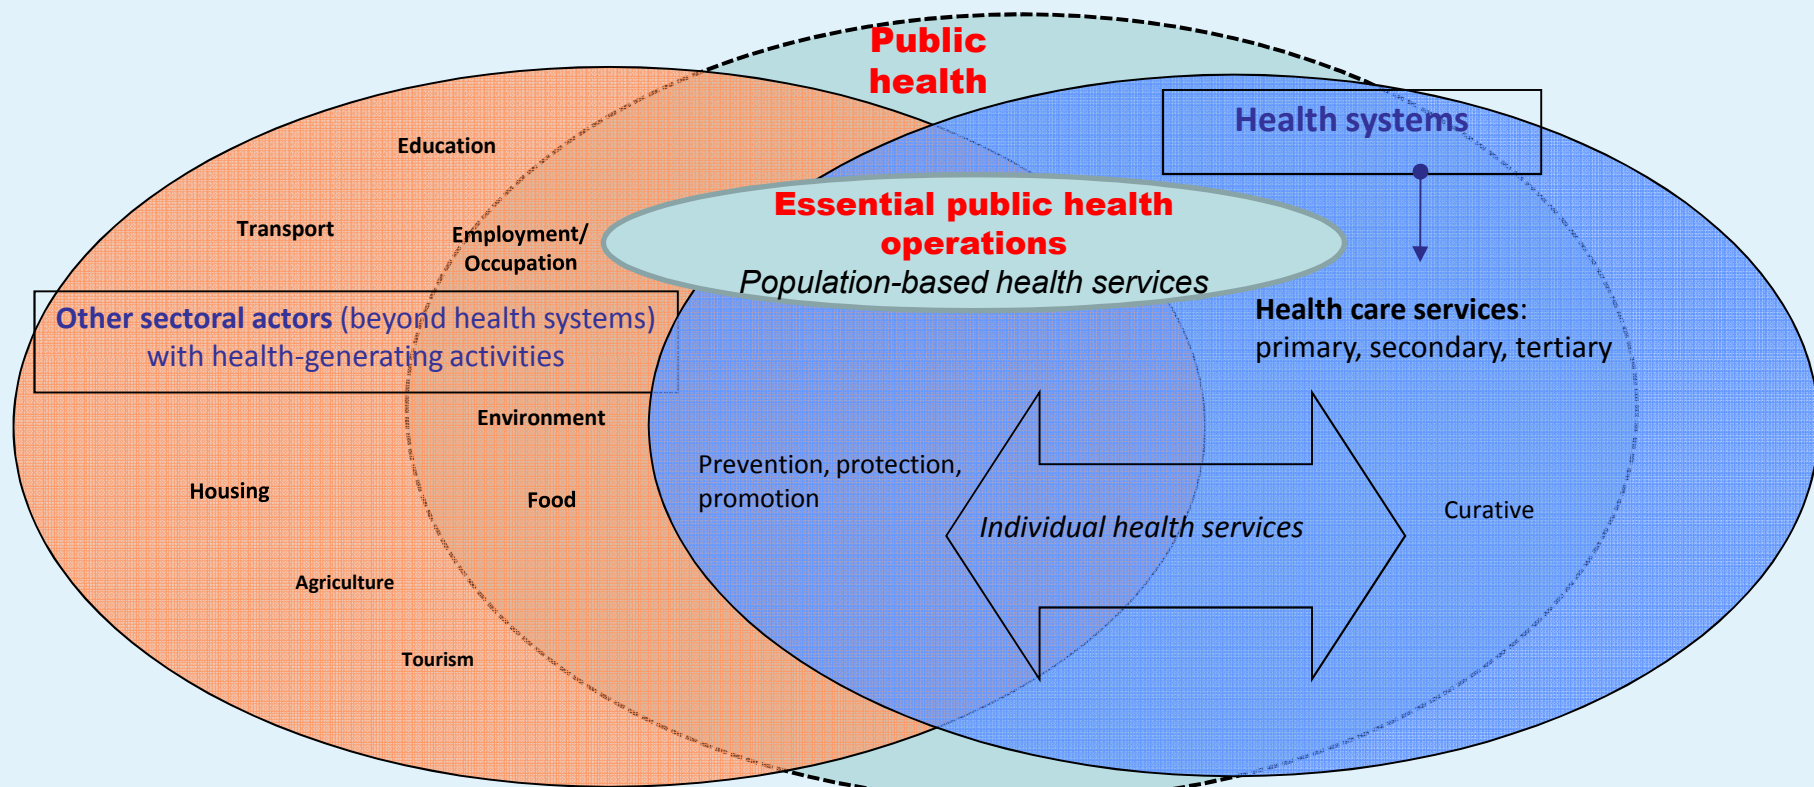 Public
health
Health systems
Education
Transport
Employment/
Occupation
Essential public health
operations
Population-based health services
Other sectoral actors (beyond health systems)
with health-generating activities
Health care services:
primary, secondary, tertiary
Environment
Housing
Food
Prevention, protection,
promotion
Individual health services
Curative
Agriculture
Tourism